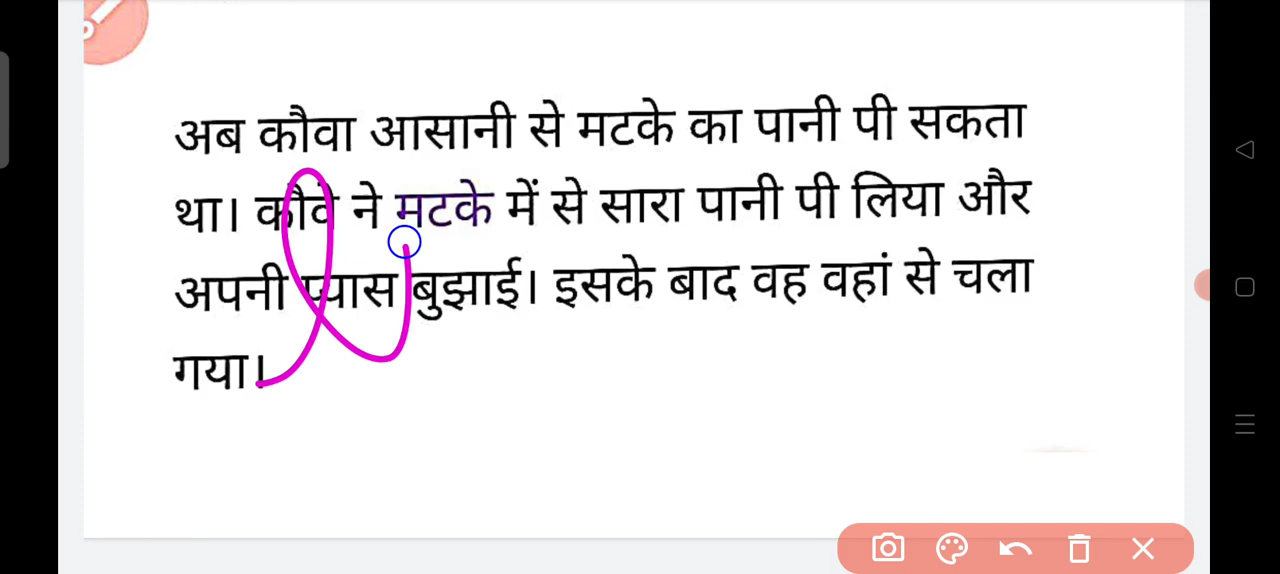 अब कौवा आसानी से मटके का पानी पी सकता
था। कौवे ने मटके में से सारा पानी पी लिया और
अपनी प्यास बुझाई। इसके बाद वह वहां से चला
गया।